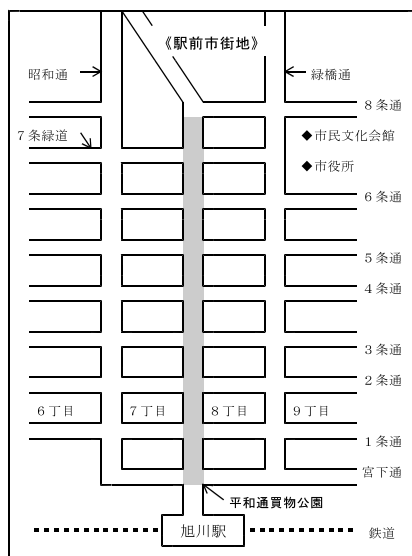 《駅前市街地》
昭和通
緑橋通
8条通
7条緑道
◆市民文化会館
◆市役所
6条通
5条通
4条通
3条通
2条通
6丁目
7丁目
8丁目
9丁目
1条通
宮下通
平和通買物公園
旭川駅
鉄道